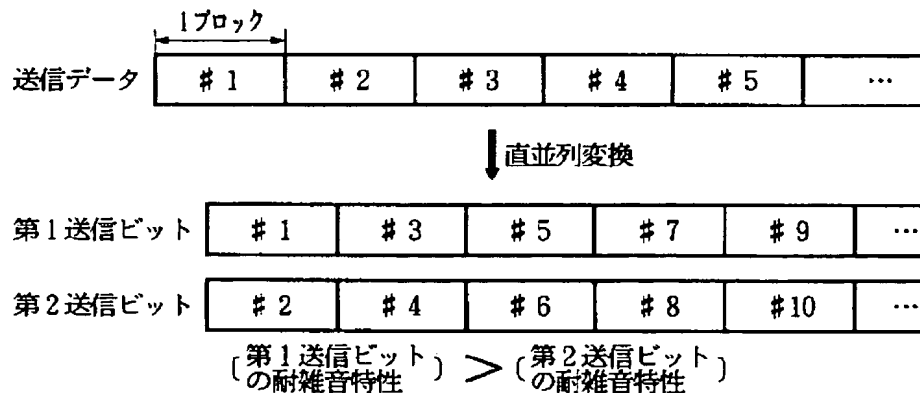 1ブロック
送信データ #1 #2 #3 #4 #5 …
直並列変換
第1送信ビット #1 #3 #5 #7 #9 …
第2送信ビット #2 #4 #6 #8 #10 …
(第1送信ビットの耐雑音特性) > (第2送信ビットの耐雑音特性)